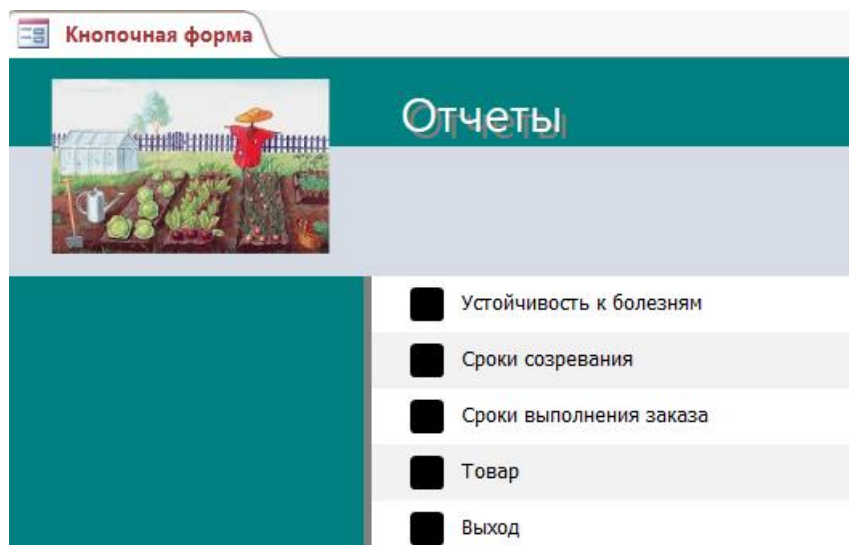 Кнопочная форма
Отчеты
Устойчивость к болезням
Сроки созревания
Сроки выполнения заказа
Товар
Выход